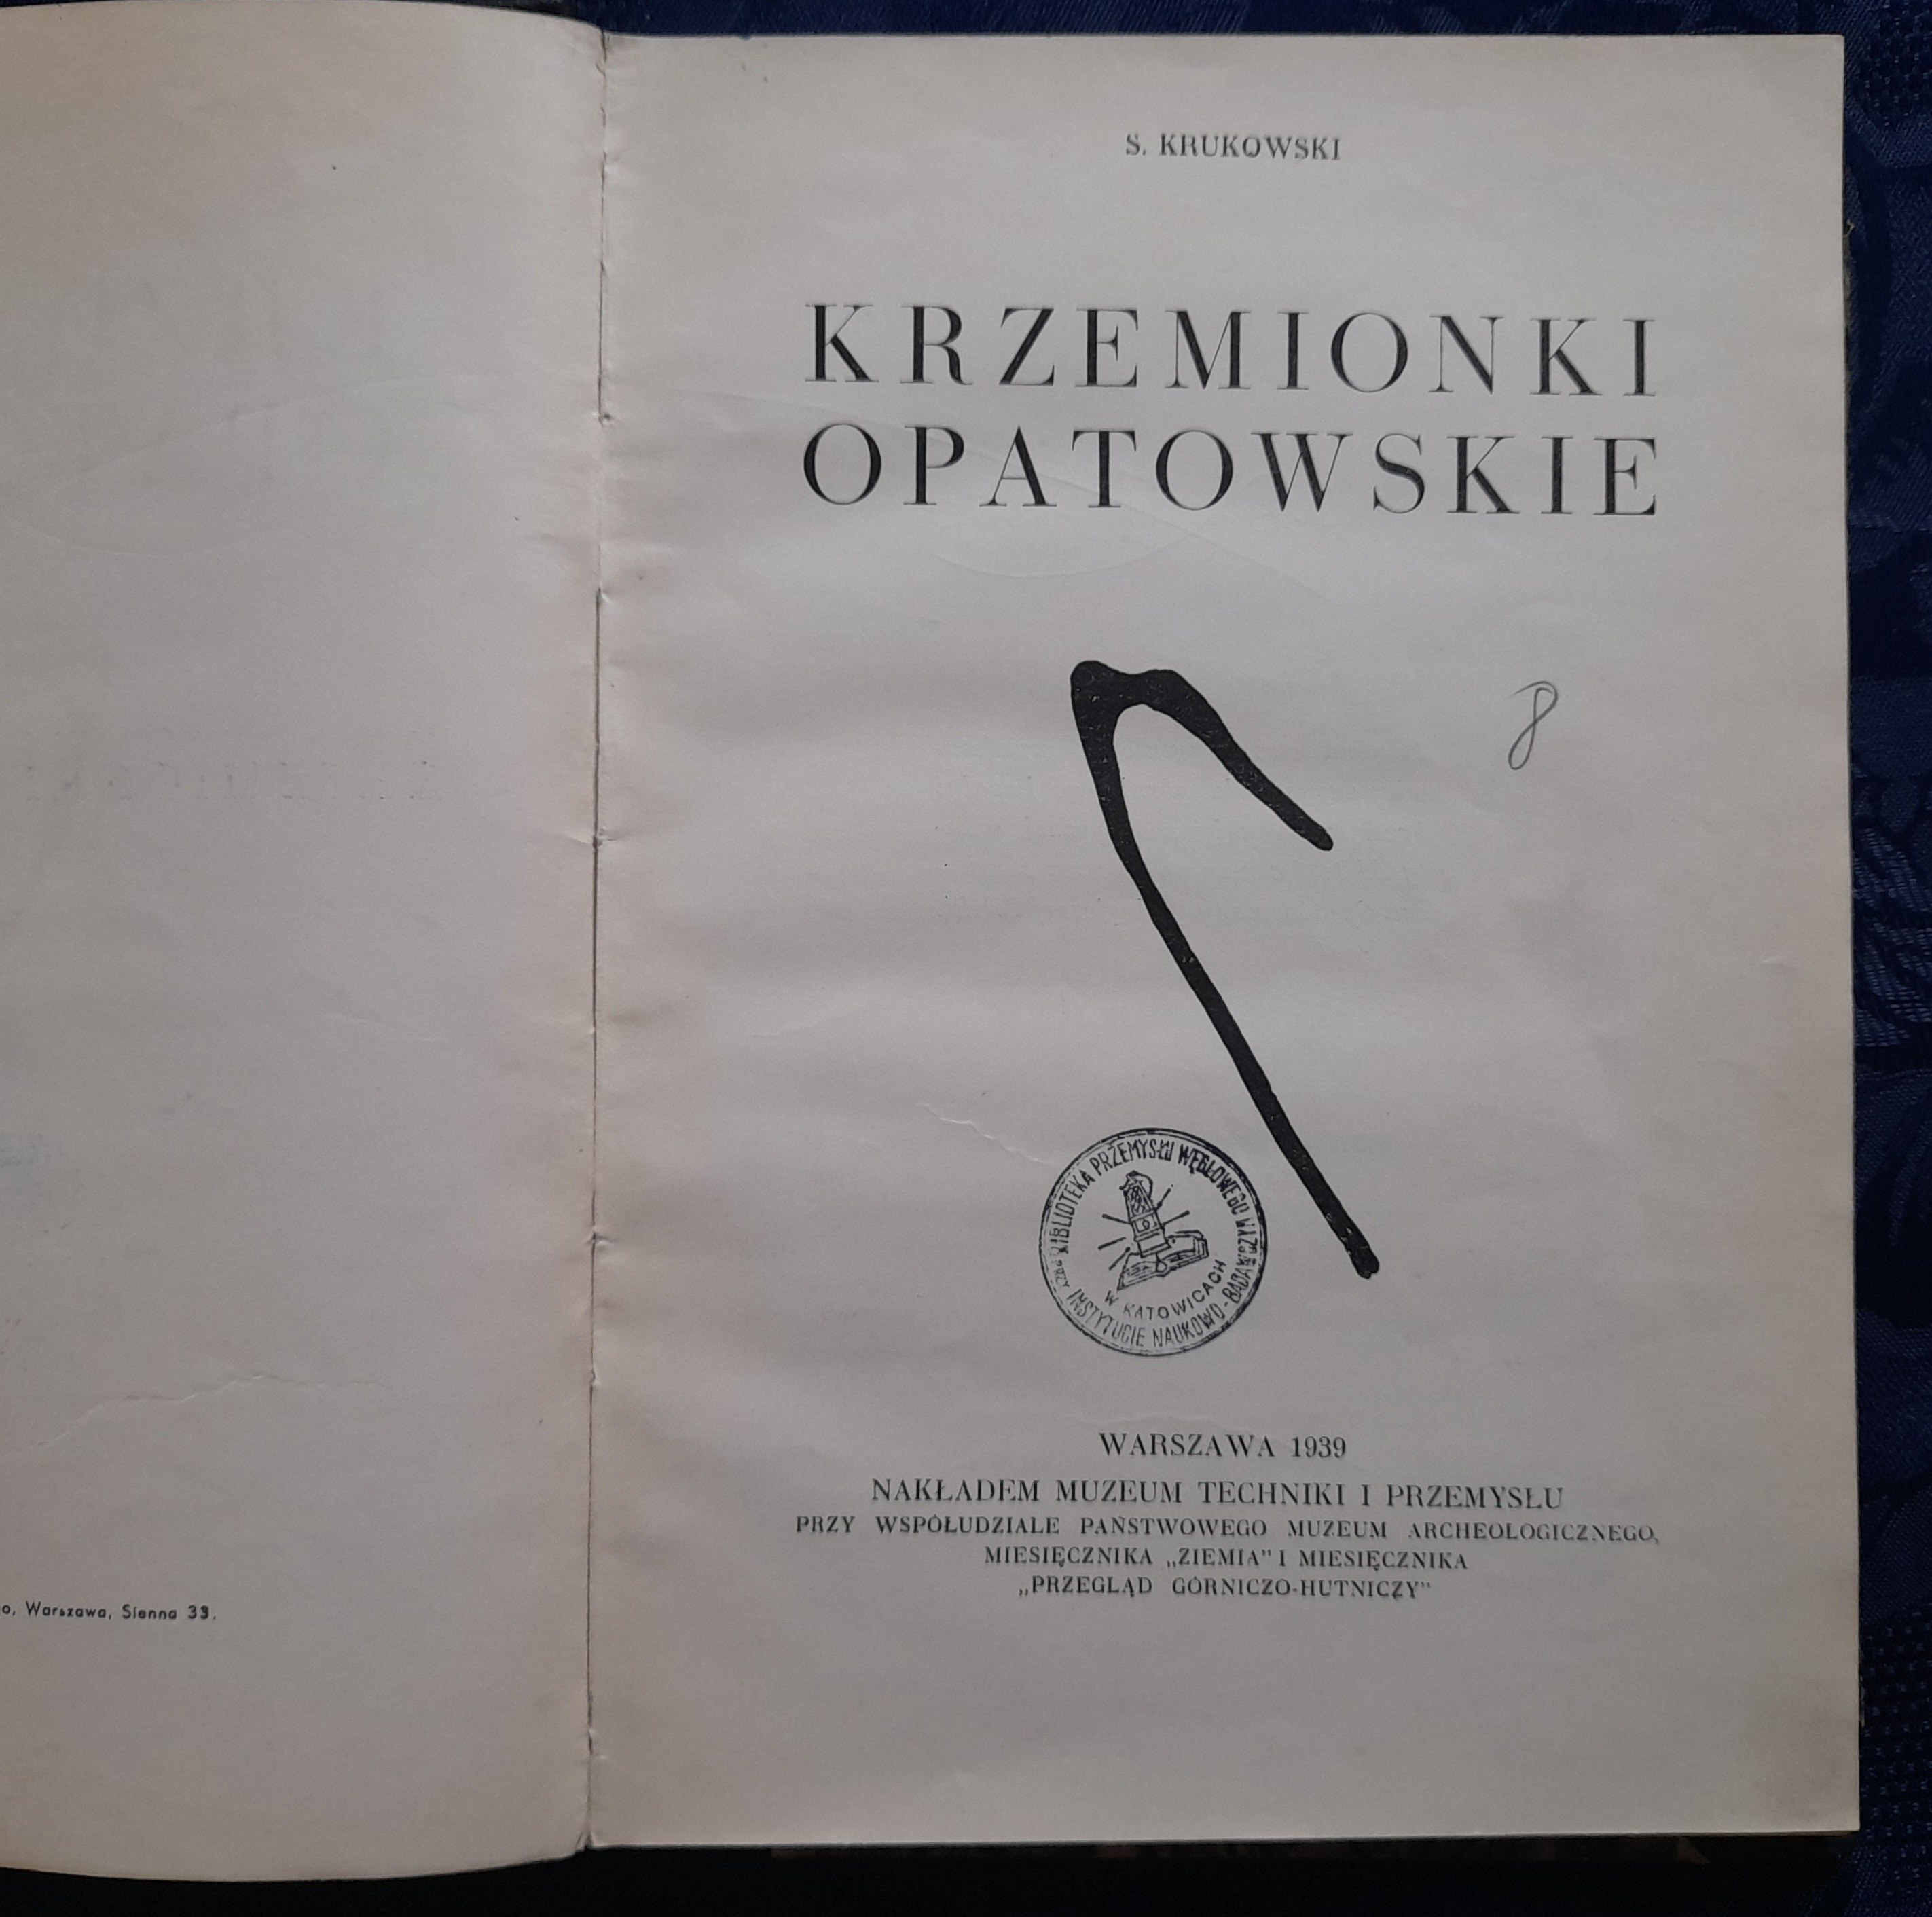 S. KRUKOWSKI
KRZEMIONKI
OPATOWSKIE
8
BIBLIOTEKA PRZEMYSŁU WĘGLOWEGO
PRZY INSTYTUCIE NAUKOWO-BADAWCZ
W KATOWICACH
WARSZAWA 1939
NAKŁADEM MUZEUM TECHNIKI I PRZEMYSŁU
PRZY WSPÓŁUDZIALE PAŃSTWOWEGO MUZEUM ARCHEOLOGICZNEGO,
MIESIĘCZNIKA „ZIEMIA” I MIESIĘCZNIKA
„PRZEGLĄD GÓRNICZO-HUTNICZY”
o, Warszawa, Sienna 33.